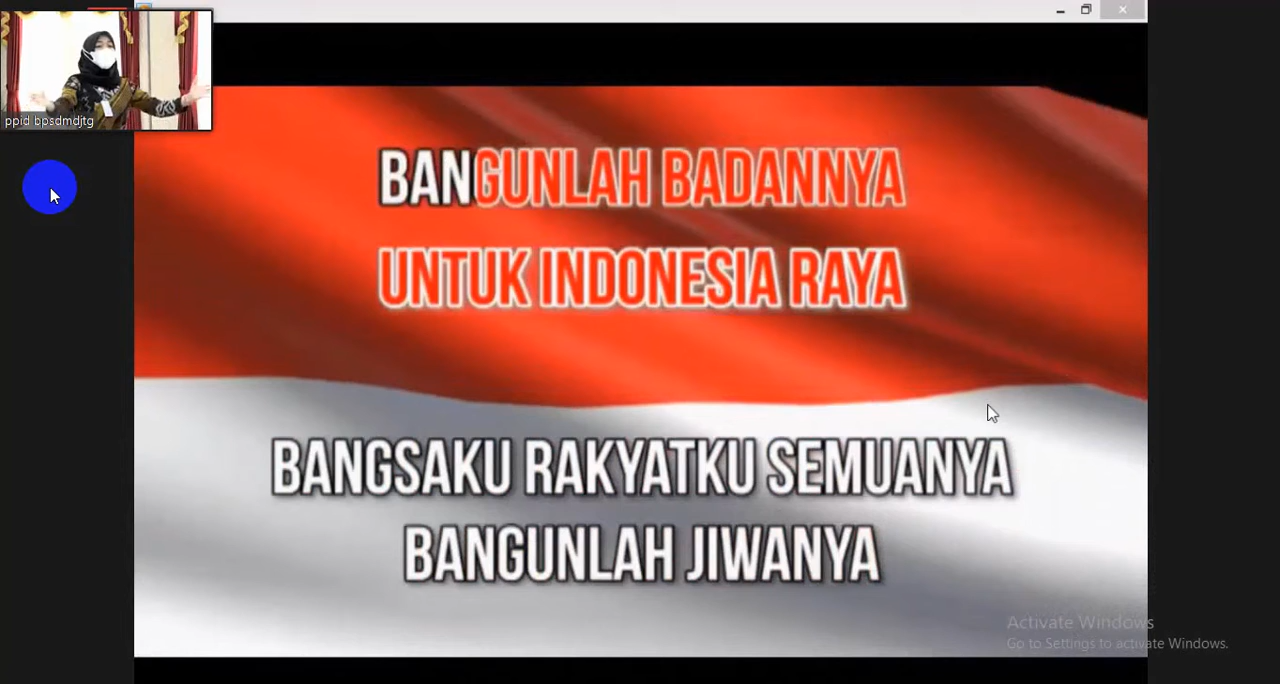 ppid bpsdmdjtg
BANGUNLAH BADANNYA
UNTUK INDONESIA RAYA
BANGSAKU RAKYATKU SEMUANYA
BANGUNLAH JIWANYA
Activate Windows
Go to Settings to activate Windows.